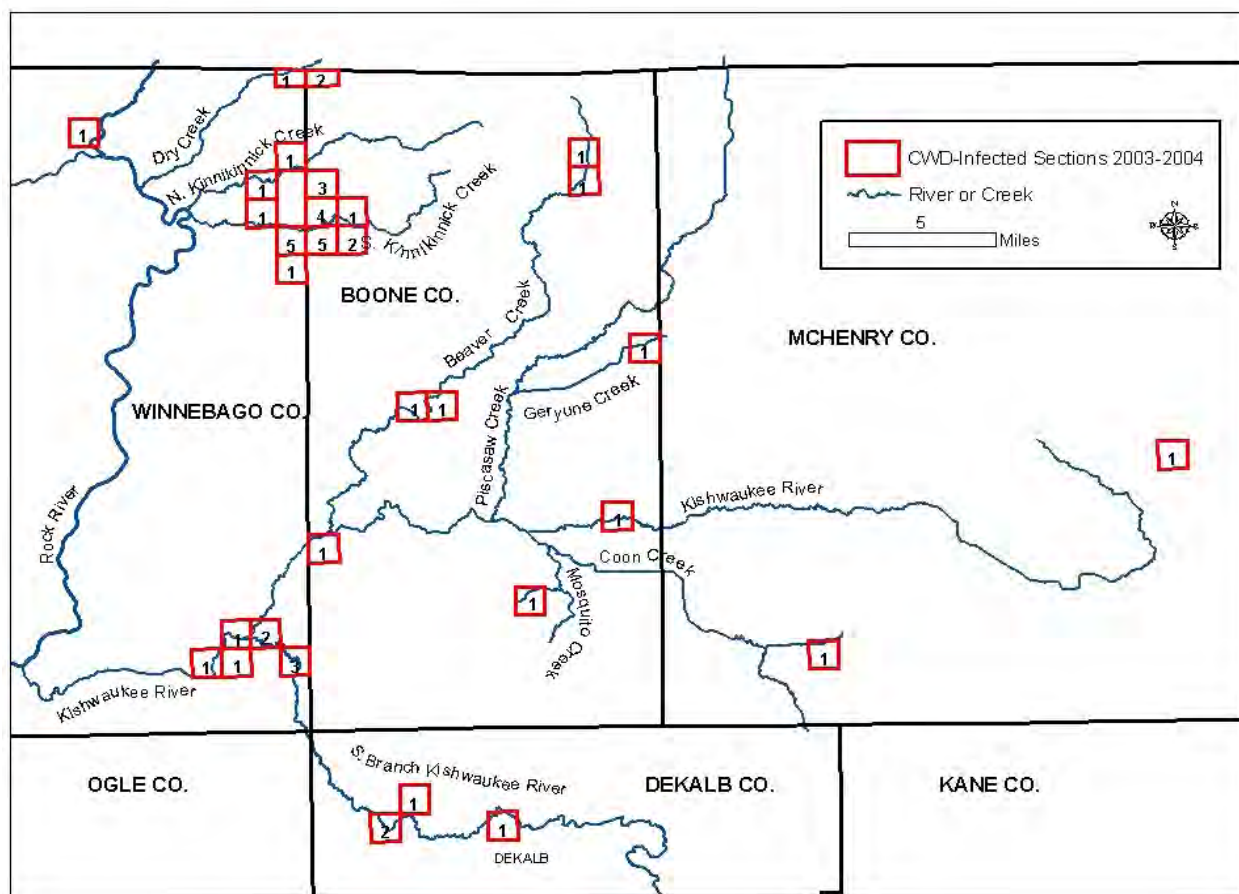 1 2
1
Dry Creek
N. Kinnikinnick Creek
1
1
1
1
3
1
4 1
S. Kinnikinnick Creek
5 5 2
1
CWD-Infected Sections 2003-2004
River or Creek
5
Miles
N
E
S
BOONE CO.
Beaver Creek
MCHENRY CO.
1
Geryune Creek
WINNEBAGO CO.
1 1
Piscasaw Creek
1
Rock River
Kishwaukee River
1
1
Coon Creek
Mosquito Creek
1
1 2
1 1 3
1
Kishwaukee River
OGLE CO.
S. Branch Kishwaukee River
DEKALB CO.
KANE CO.
1
2 1
DEKALB